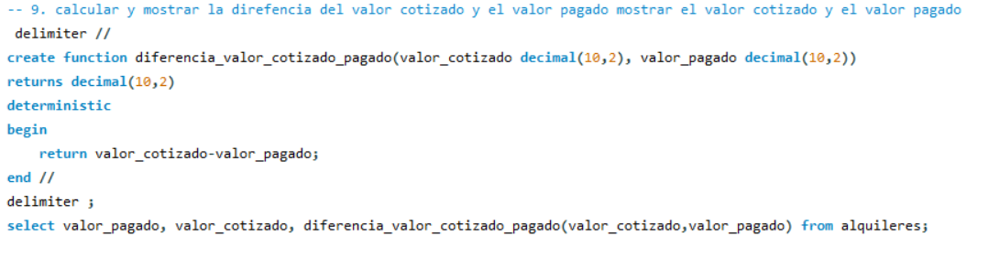 -- 9. calcular y mostrar la direfencia del valor cotizado y el valor pagado mostrar el valor cotizado y el valor pagado
delimiter //
create function diferencia_valor_cotizado_pagado(valor_cotizado decimal(10,2), valor_pagado decimal(10,2))
returns decimal(10,2)
deterministic
begin
    return valor_cotizado-valor_pagado;
end //
delimiter ;
select valor_pagado, valor_cotizado, diferencia_valor_cotizado_pagado(valor_cotizado,valor_pagado) from alquileres;